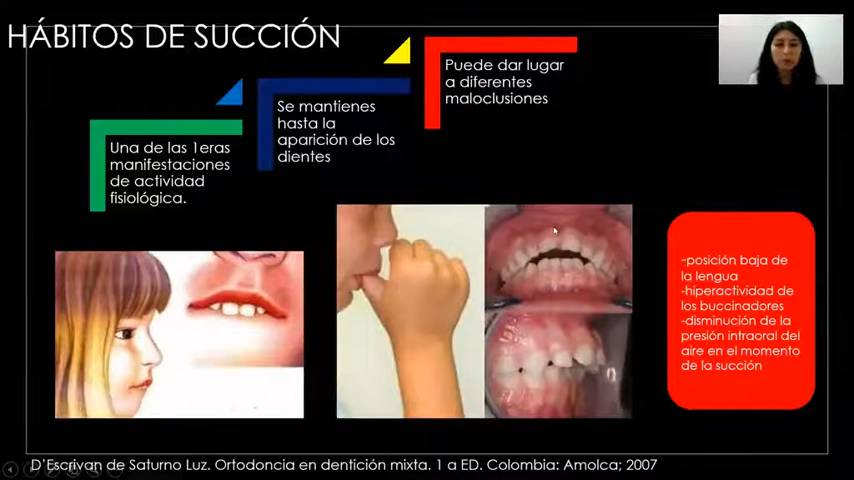 HÁBITOS DE SUCCIÓN
Una de las 1eras
manifestaciones
de actividad
fisiológica.
Se mantienes
hasta la
aparición de los
dientes
Puede dar lugar
a diferentes
maloclusiones
-posición baja de
la lengua
-hiperactividad de
los buccinadores
-disminución de la
presión intraoral del
aire en el momento
de la succión
D'Escrivan de Saturno Luz. Ortodoncia en dentición mixta. 1 a ED. Colombia: Amolca; 2007